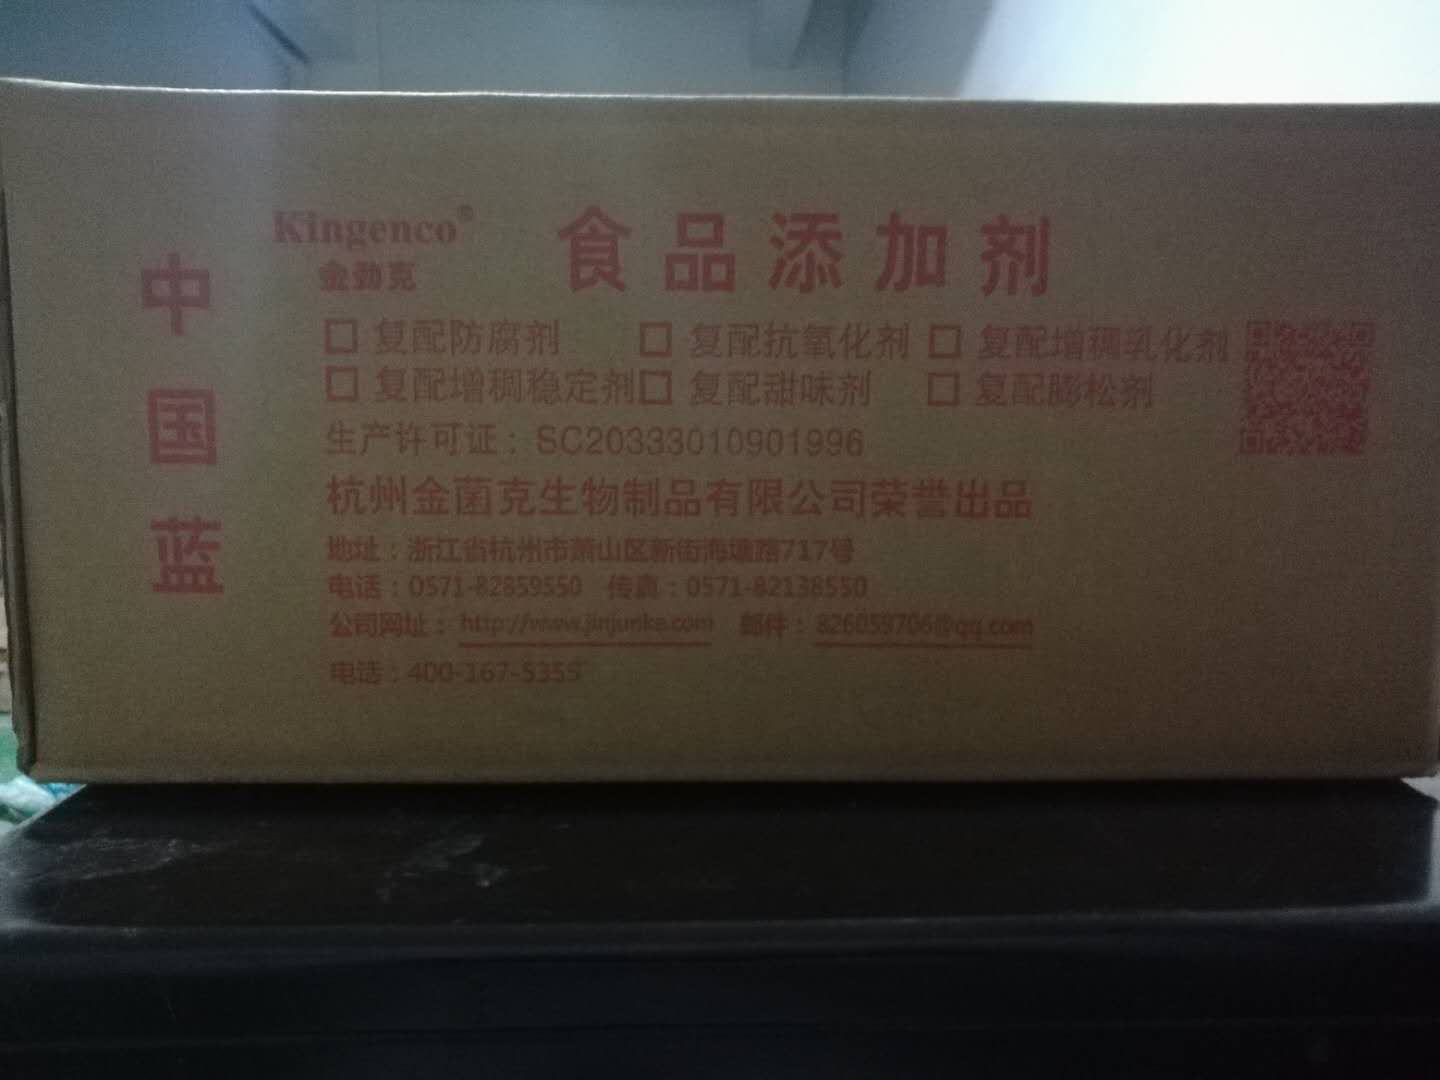 中国蓝
Kingenco®
金劲克
食品添加剂
□ 复配防腐剂 □ 复配抗氧化剂 □ 复配增稠乳化剂
□ 复配增稠稳定剂 □ 复配甜味剂 □ 复配膨松剂
生产许可证：SC20333010901996
杭州金菌克生物制品有限公司荣誉出品
地址：浙江省杭州市萧山区新街海塘路717号
电话：0571-82859550 传真：0571-82138550
公司网址：http://www.jinjunke.com 邮件：826059706@qq.com
电话：400-167-5355